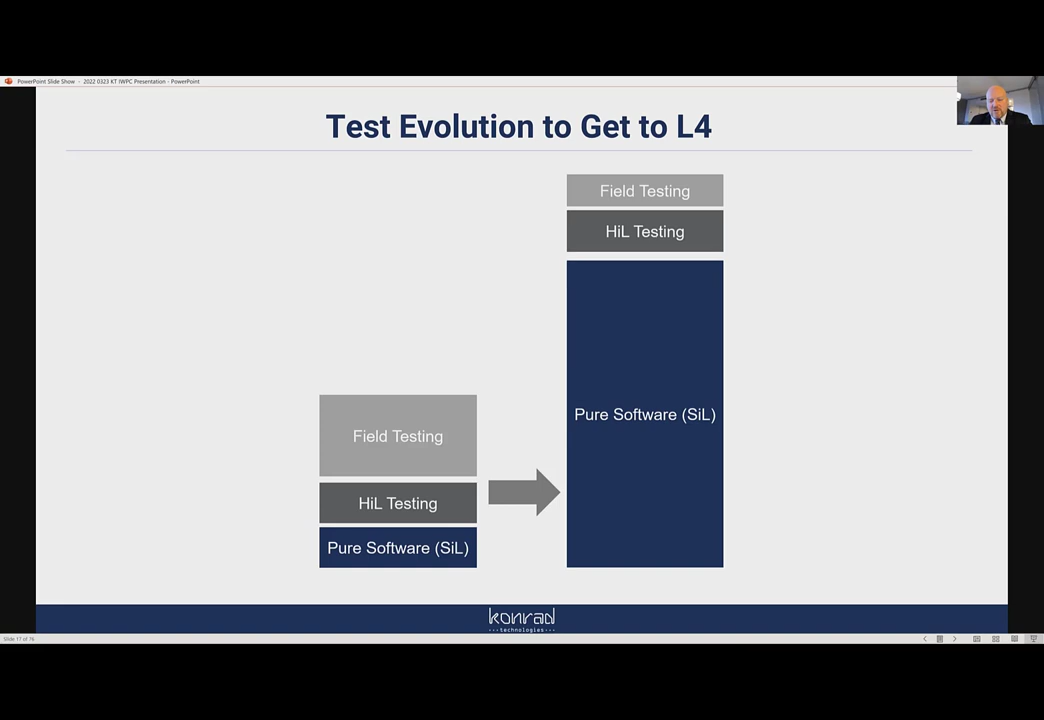 PowerPoint Slide Show - 2022 0323 KT IWPC Presentation - PowerPoint
Test Evolution to Get to L4
Field Testing
HiL Testing
Pure Software (SiL)
Field Testing
HiL Testing
Pure Software (SiL)
konrad
technologies